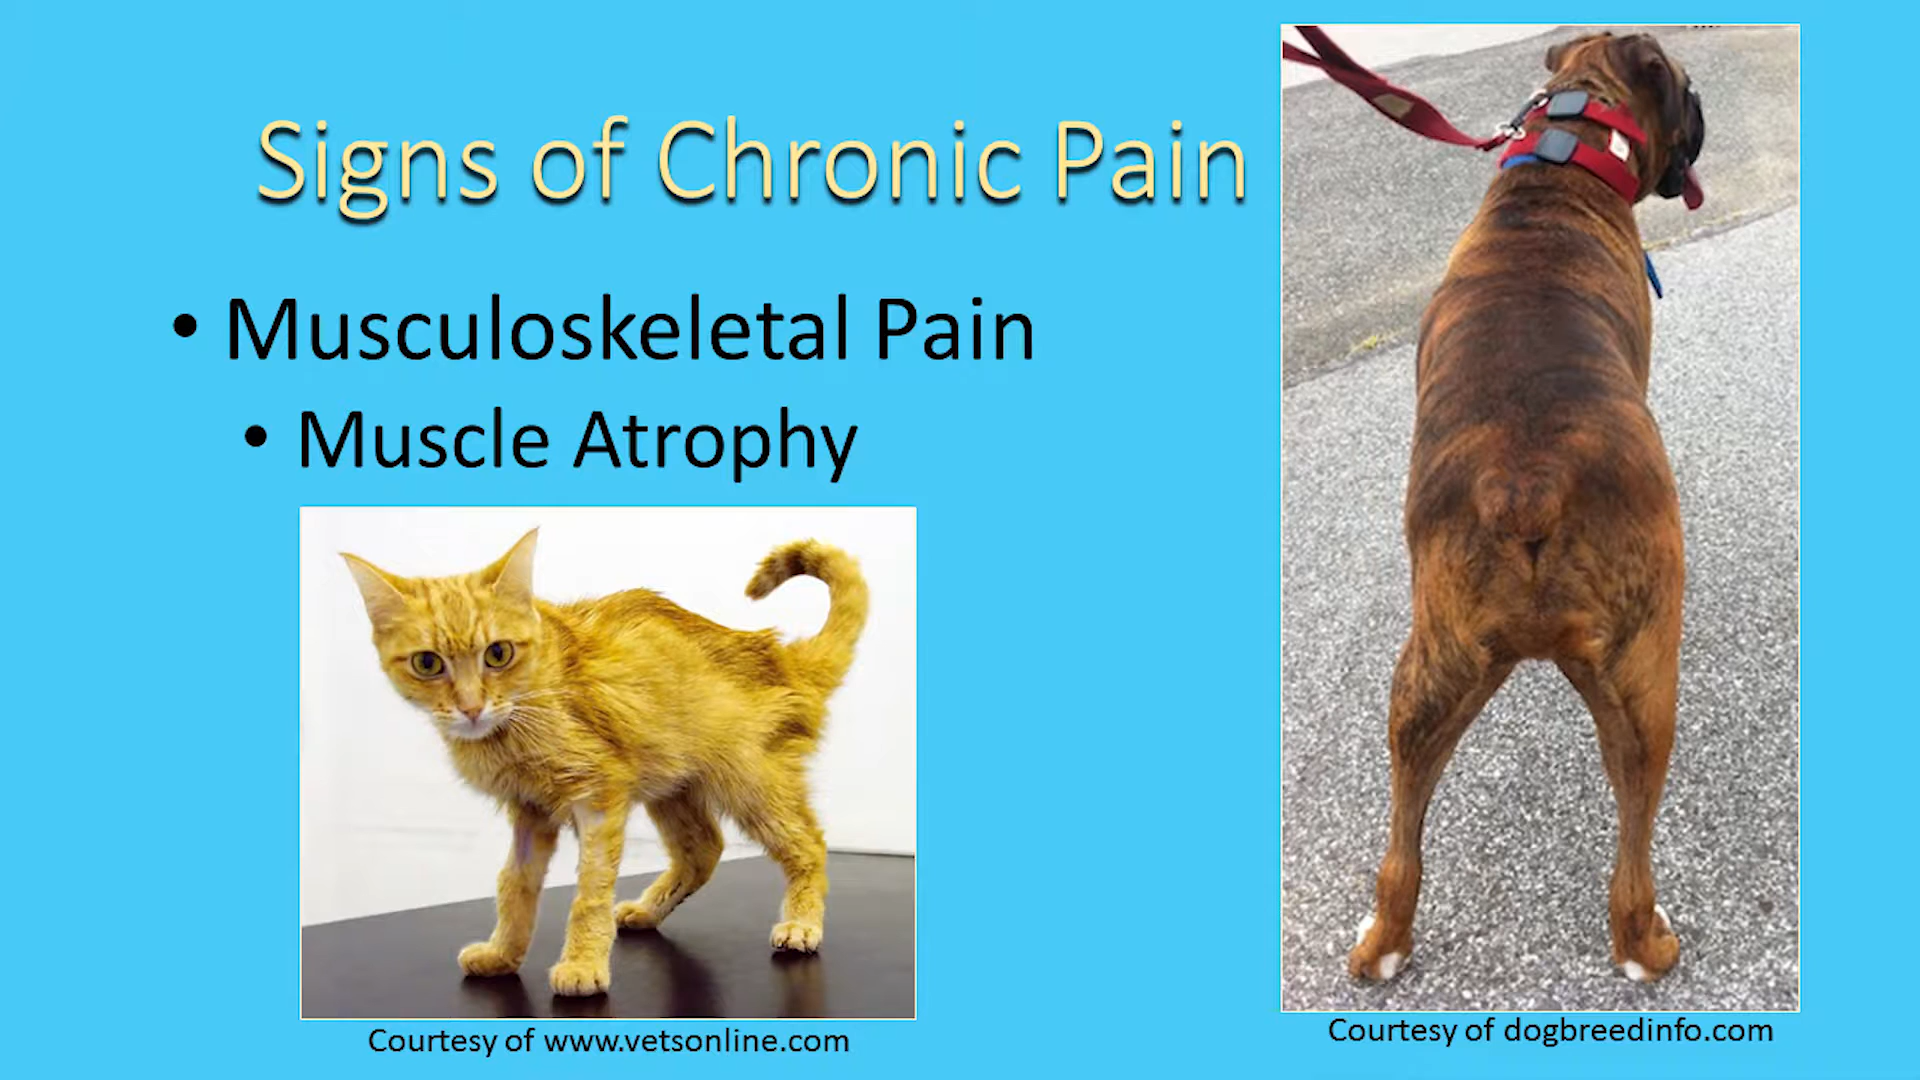 Signs of Chronic Pain
• Musculoskeletal Pain
• Muscle Atrophy
Courtesy of www.vetsonline.com
Courtesy of dogbreedinfo.com